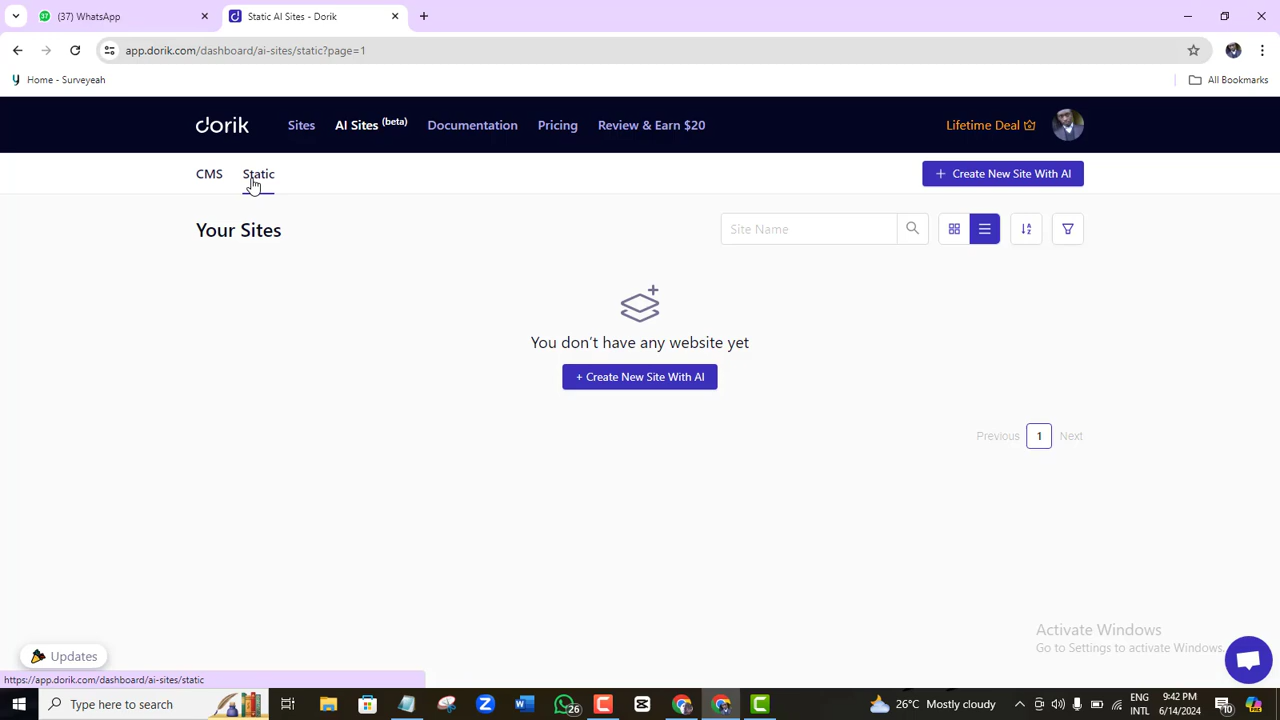 (37) WhatsApp
Static AI Sites - Dorik
app.dorik.com/dashboard/ai-sites/static?page=1
Home - Surveyeah
All Bookmarks
dorik
Sites
AI Sites (beta)
Documentation
Pricing
Review & Earn $20
Lifetime Deal
CMS
Static
+ Create New Site With AI
Your Sites
Site Name
You don't have any website yet
+ Create New Site With AI
Previous
1
Next
Activate Windows
Go to Settings to activate Windows.
Updates
https://app.dorik.com/dashboard/ai-sites/static
Type here to search
26
26°C Mostly cloudy
ENG
INTL
9:42 PM
6/14/2024
10